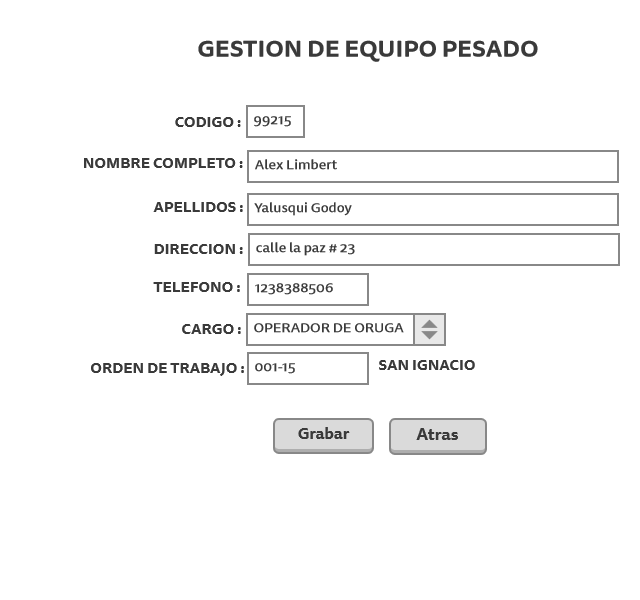 GESTION DE EQUIPO PESADO
CODIGO : 99215
NOMBRE COMPLETO : Alex Limbert
APELLIDOS : Yalusqui Godoy
DIRECCION : calle la paz # 23
TELEFONO : 1238388506
CARGO : OPERADOR DE ORUGA
ORDEN DE TRABAJO : 001-15 SAN IGNACIO
Grabar Atras